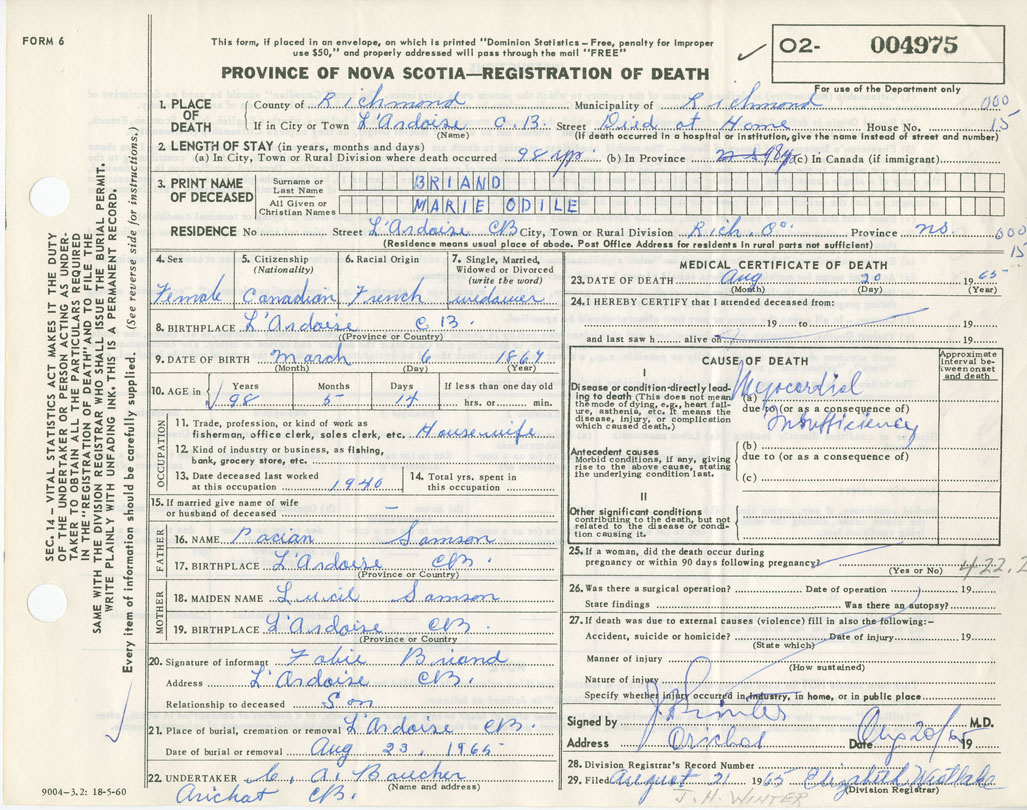 FORM 6
This form, if placed in an envelope, on which is printed "Dominion Statistics – Free, penalty for improper
use $50," and properly addressed will pass through the mail "FREE"
02- 004975
PROVINCE OF NOVA SCOTIA—REGISTRATION OF DEATH
For use of the Department only
1. PLACE OF DEATH
County of Richmond Municipality of Richmond
If in City or Town L'Ardoise C.B. Street Died at Home House No.
(Name) (If death occurred in a hospital or institution, give the name instead of street and number)
000
15
2. LENGTH OF STAY (in years, months and days)
(a) In City, Town or Rural Division where death occurred 98 yr. (b) In Province 98 yr (c) In Canada (if immigrant)
3. PRINT NAME OF DECEASED
Surname or Last Name BRIAND
All Given or Christian Names MARIE ODILE
RESIDENCE No Street L'Ardoise CB City, Town or Rural Division Rich. Co. Province ns.
(Residence means usual place of abode. Post Office Address for residents in rural parts not sufficient)
000
15
4. Sex 5. Citizenship (Nationality) 6. Racial Origin 7. Single, Married, Widowed or Divorced (write the word)
Female Canadian French widower
8. BIRTHPLACE L'Ardoise CB.
(Province or Country)
9. DATE OF BIRTH March 6 1867
(Month) (Day) (Year)
10. AGE in Years Months Days If less than one day old
98 5 14 hrs. or min.
OCCUPATION
11. Trade, profession, or kind of work as
fisherman, office clerk, sales clerk, etc. Housewife
12. Kind of industry or business, as fishing,
bank, grocery store, etc.
13. Date deceased last worked at this occupation 1940
14. Total yrs. spent in this occupation
15. If married give name of wife
or husband of deceased –
FATHER
16. NAME Pacian Samson
17. BIRTHPLACE L'Ardoise CB.
(Province or Country)
MOTHER
18. MAIDEN NAME Lucil Samson
19. BIRTHPLACE L'Ardoise CB.
(Province or Country
20. Signature of informant Fabie Briand
Address L'Ardoise CB.
Relationship to deceased Son
21. Place of burial, cremation or removal L'Ardoise CB.
Date of burial or removal Aug 23, 1965
22. UNDERTAKER C. A. Boucher
(Name and address)
Arichat CB.
9004-3.2: 18-5-60
MEDICAL CERTIFICATE OF DEATH
23. DATE OF DEATH Aug 20 1965
(Month) (Day) (Year)
24. I HEREBY CERTIFY that I attended deceased from:
19 to 19
and last saw h alive on 19
CAUSE OF DEATH
Approximate interval between onset and death
I
Disease or condition directly leading to death (This does not mean the mode of dying, e.g., heart failure, asthenia, etc. It means the disease, injury, or complication which caused death.)
(a) Myocardial
due to (or as a consequence of)
Insufficiency
(b)
due to (or as a consequence of)
(c)
Antecedent causes
Morbid conditions, if any, giving
rise to the above cause, stating
the underlying condition last.
II
Other significant conditions
contributing to the death, but not
related to the disease or condition causing it.
25. If a woman, did the death occur during
pregnancy or within 90 days following pregnancy?
(Yes or No)
422.2
26. Was there a surgical operation? Date of operation 19
State findings Was there an autopsy?
27. If death was due to external causes (violence) fill in also the following:–
Accident, suicide or homicide? Date of injury 19
(State which)
Manner of injury
(How sustained)
Nature of injury
Specify whether injury occurred in industry, in home, or in public place
Signed by J. H. Winter M.D.
Address Arichat Date Aug 20/65 19
28. Division Registrar's Record Number
29. Filed August 21 1965 Elizabeth
(Division Registrar)
J. H. WINTER
SEC. 14 – VITAL STATISTICS ACT MAKES IT THE DUTY
OF THE UNDERTAKER OR PERSON ACTING AS UNDER-
TAKER TO OBTAIN ALL THE PARTICULARS REQUIRED
IN THE "REGISTRATION OF DEATH" AND TO FILE THE
SAME WITH THE DIVISION REGISTRAR WHO SHALL ISSUE THE BURIAL PERMIT.
WRITE PLAINLY WITH UNFADING INK. THIS IS A PERMANENT RECORD.
Every item of information should be carefully supplied. (See reverse side for instructions.)